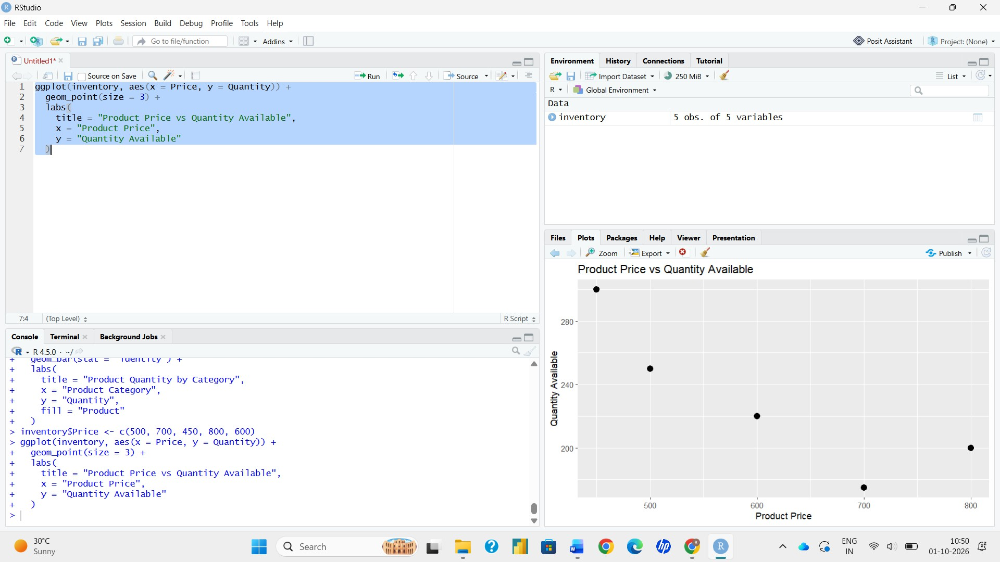 RStudio
File Edit Code View Plots Session Build Debug Profile Tools Help
Go to file/function
Addins
Posit Assistant
Project: (None)
Untitled1*
Source on Save
Run
Source
1 ggplot(inventory, aes(x = Price, y = Quantity)) +
2 geom_point(size = 3) +
3 labs(
4 title = "Product Price vs Quantity Available",
5 x = "Product Price",
6 y = "Quantity Available"
7 )
7:4 (Top Level) R Script
Console Terminal Background Jobs
R 4.5.0 · ~/
+ geom_bar(stat = "identity") +
+ labs(
+ title = "Product Quantity by Category",
+ x = "Product Category",
+ y = "Quantity",
+ fill = "Product"
+ )
> inventory$Price <- c(500, 700, 450, 800, 600)
> ggplot(inventory, aes(x = Price, y = Quantity)) +
+ geom_point(size = 3) +
+ labs(
+ title = "Product Price vs Quantity Available",
+ x = "Product Price",
+ y = "Quantity Available"
+ )
>
Environment History Connections Tutorial
Import Dataset 250 MiB List
R Global Environment
Data
inventory 5 obs. of 5 variables
Files Plots Packages Help Viewer Presentation
Zoom Export Publish
Product Price vs Quantity Available
Quantity Available
280
240
200
500 600 700 800
Product Price
30°C
Sunny
Search
ENG
IN
10:50
01-10-2026